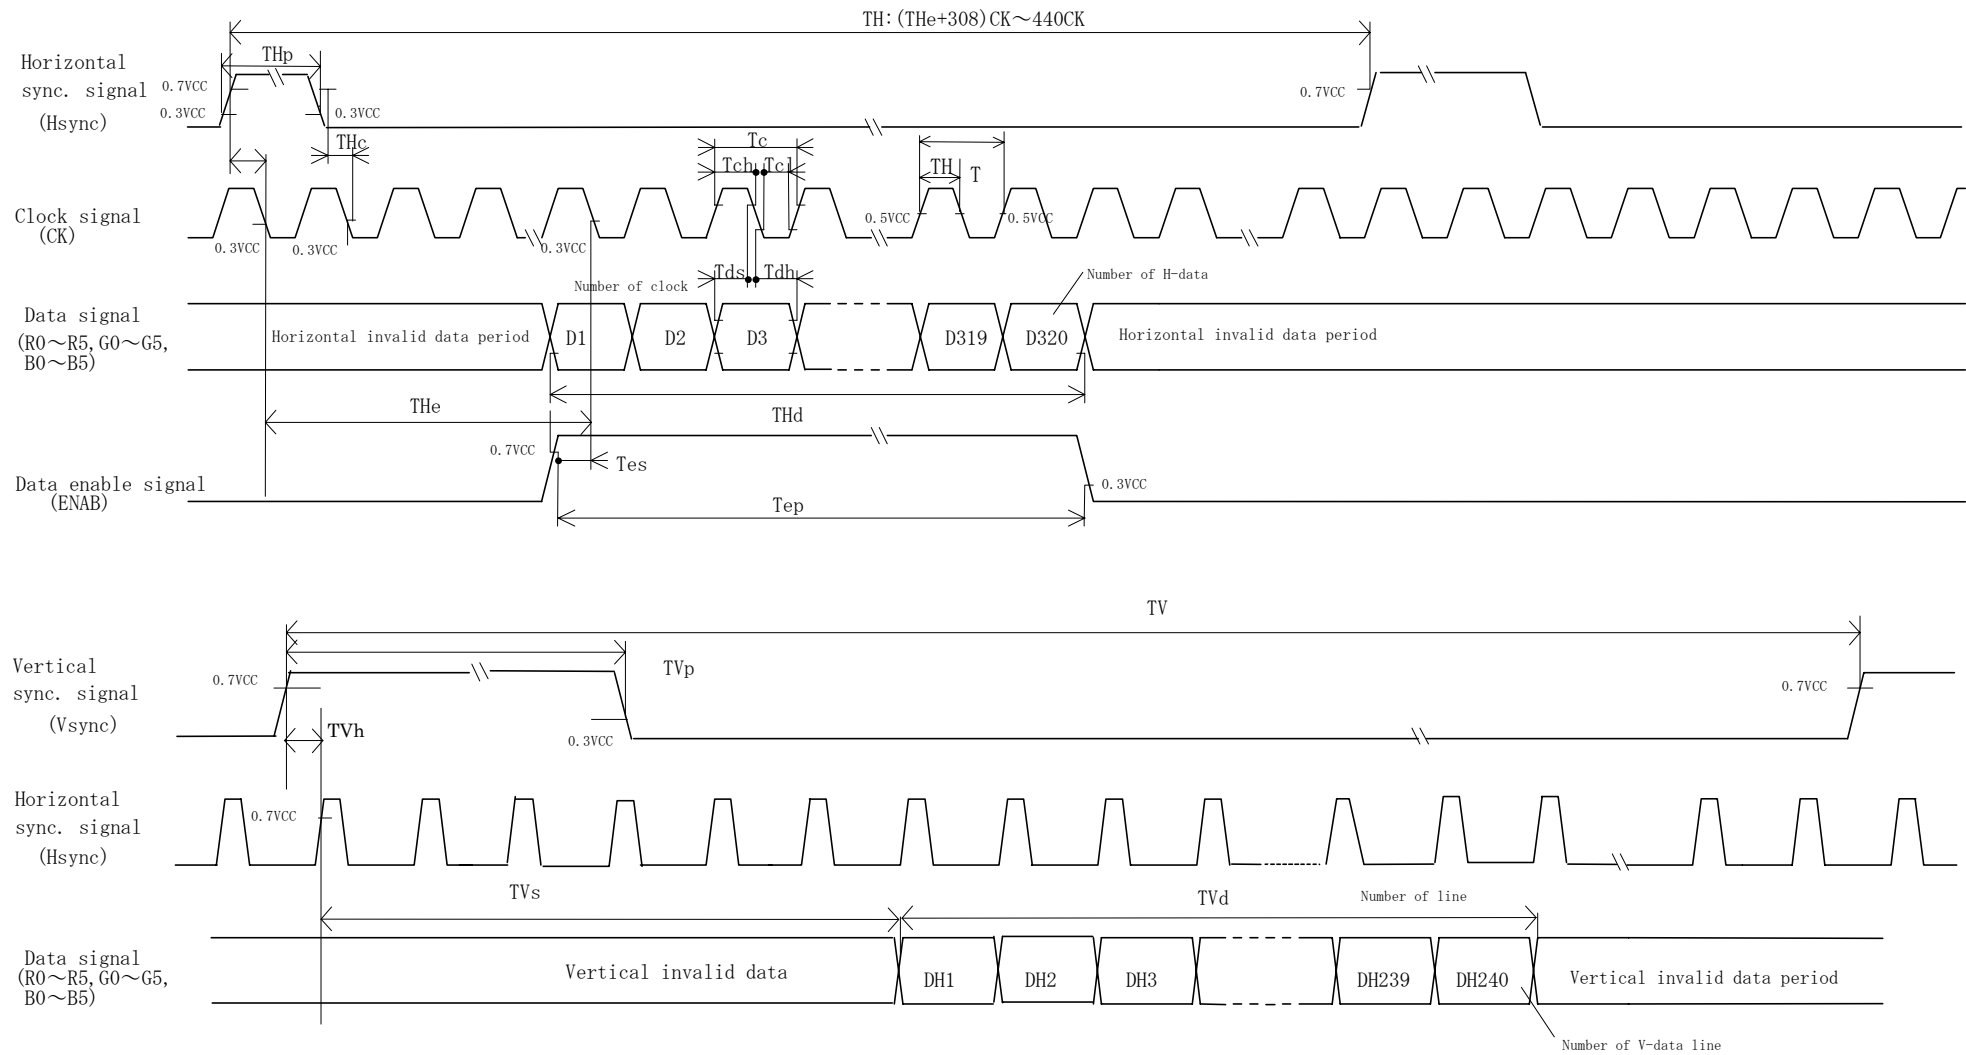 TH:(THe+308)CK～440CK
THp
Horizontal
sync. signal
(Hsync)
0.7VCC
0.3VCC
0.3VCC
0.7VCC
THc
Tc
Tch
Tcl
TH
T
Clock signal
(CK)
0.3VCC
0.3VCC
0.3VCC
0.5VCC
0.5VCC
Tds
Tdh
Number of clock
Number of H-data
Data signal
(R0～R5,G0～G5,
B0～B5)
Horizontal invalid data period
D1
D2
D3
D319
D320
Horizontal invalid data period
THe
THd
0.7VCC
Tes
Data enable signal
(ENAB)
0.3VCC
Tep
TV
Vertical
sync. signal
(Vsync)
0.7VCC
TVp
0.7VCC
TVh
0.3VCC
Horizontal
sync. signal
(Hsync)
0.7VCC
TVs
TVd
Number of line
Data signal
(R0～R5,G0～G5,
B0～B5)
Vertical invalid data
DH1
DH2
DH3
DH239
DH240
Vertical invalid data period
Number of V-data line